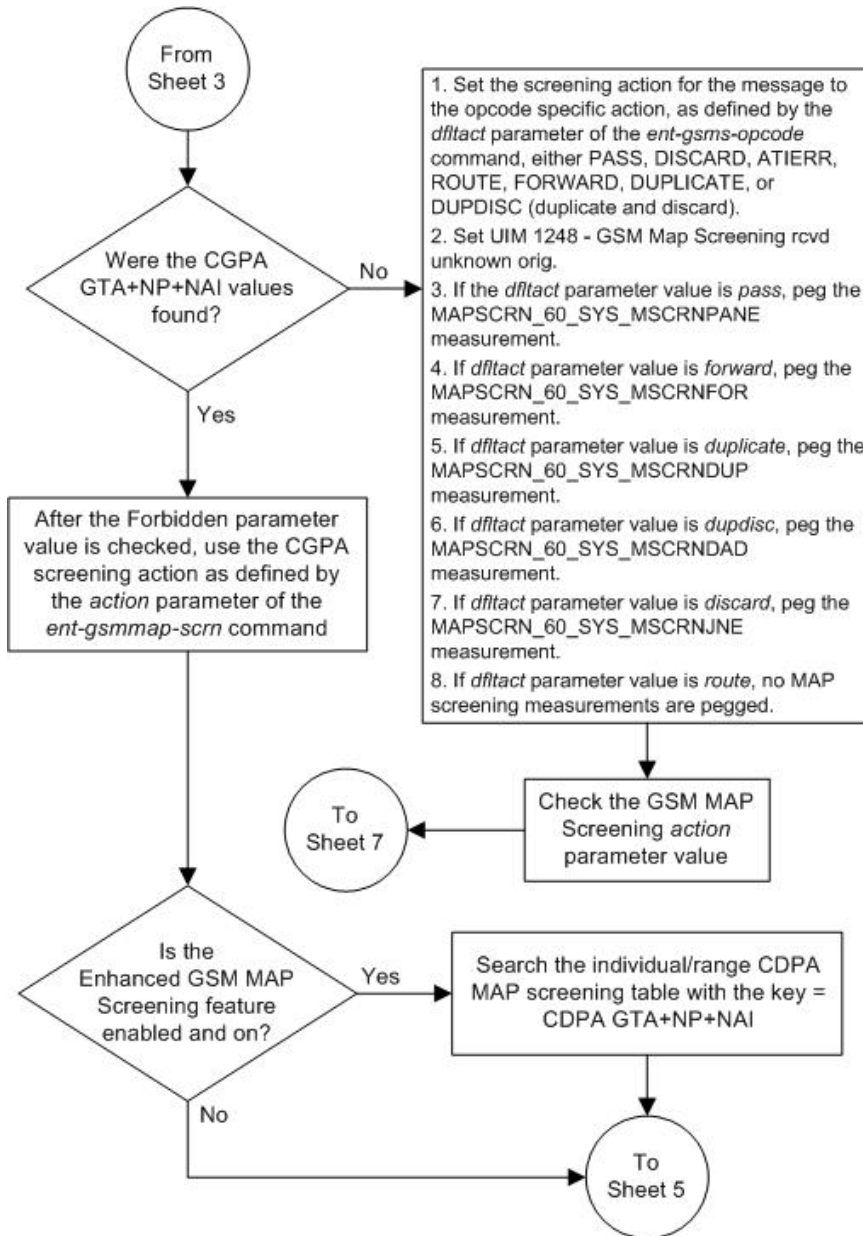 From
Sheet 3
Were the CGPA
GTA+NP+NAI values
found?
No
Yes
1. Set the screening action for the message to
the opcode specific action, as defined by the
dfltact parameter of the ent-gsms-opcode
command, either PASS, DISCARD, ATIERR,
ROUTE, FORWARD, DUPLICATE, or
DUPDISC (duplicate and discard).
2. Set UIM 1248 - GSM Map Screening rcvd
unknown orig.
3. If the dfltact parameter value is pass, peg the
MAPSCRN_60_SYS_MSCRNPANE
measurement.
4. If dfltact parameter value is forward, peg the
MAPSCRN_60_SYS_MSCRNFOR
measurement.
5. If dfltact parameter value is duplicate, peg the
MAPSCRN_60_SYS_MSCRNDUP
measurement.
6. If dfltact parameter value is dupdisc, peg the
MAPSCRN_60_SYS_MSCRNDAD
measurement.
7. If dfltact parameter value is discard, peg the
MAPSCRN_60_SYS_MSCRNJNE
measurement.
8. If dfltact parameter value is route, no MAP
screening measurements are pegged.
After the Forbidden parameter
value is checked, use the CGPA
screening action as defined by
the action parameter of the
ent-gsmmap-scrn command
Check the GSM MAP
Screening action
parameter value
To
Sheet 7
Is the
Enhanced GSM MAP
Screening feature
enabled and on?
Yes
No
Search the individual/range CDPA
MAP screening table with the key =
CDPA GTA+NP+NAI
To
Sheet 5